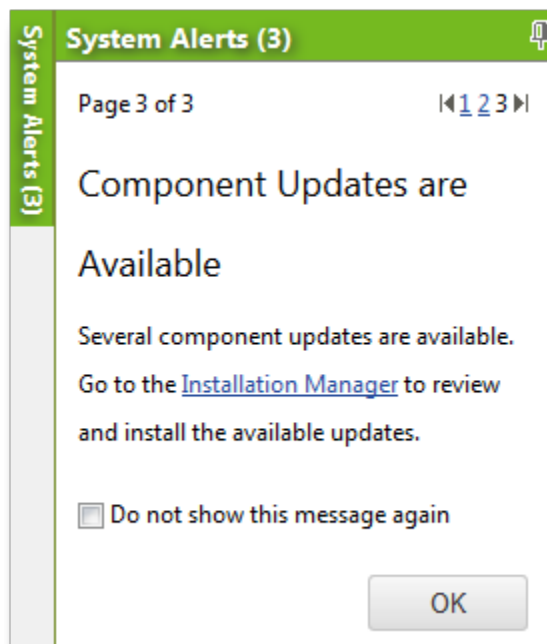 System Alerts (3)
System Alerts (3)
Page 3 of 3
1 2 3
Component Updates are
Available
Several component updates are available.
Go to the Installation Manager to review
and install the available updates.
Do not show this message again
OK